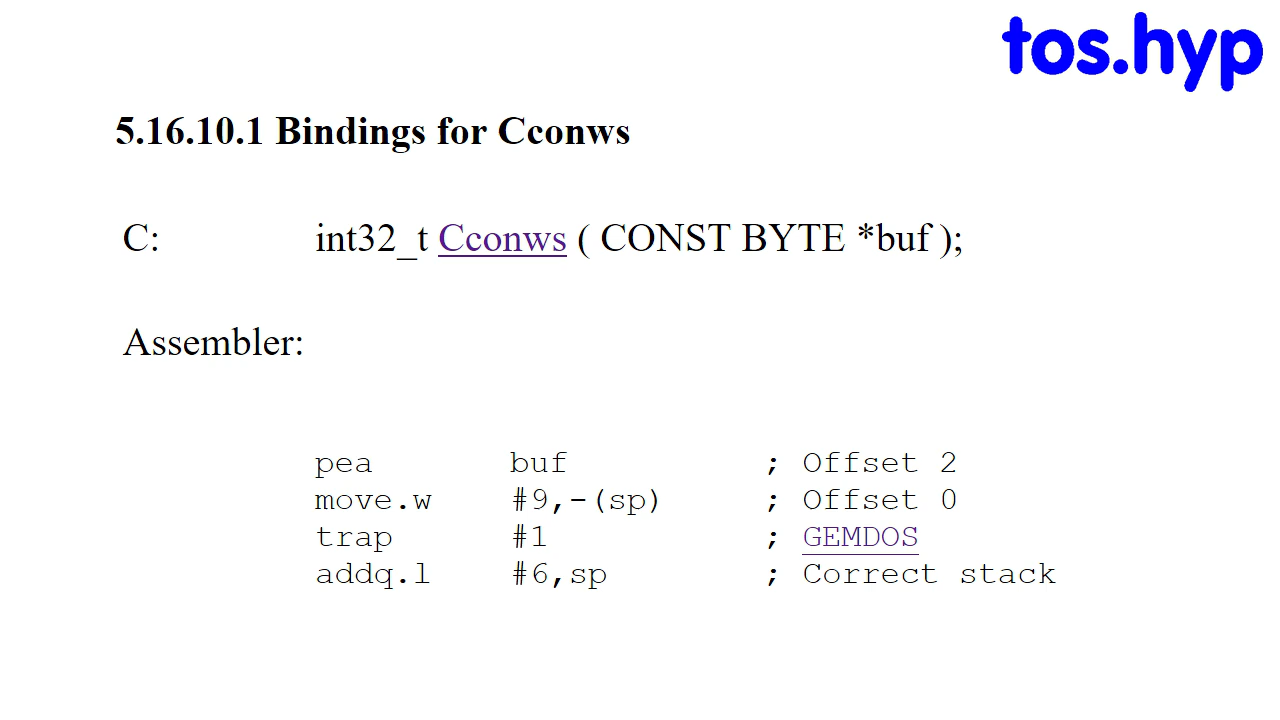 tos.hyp
5.16.10.1 Bindings for Cconws
C: int32_t Cconws ( CONST BYTE *buf );
Assembler:
pea buf ; Offset 2
move.w #9,-(sp) ; Offset 0
trap #1 ; GEMDOS
addq.l #6,sp ; Correct stack